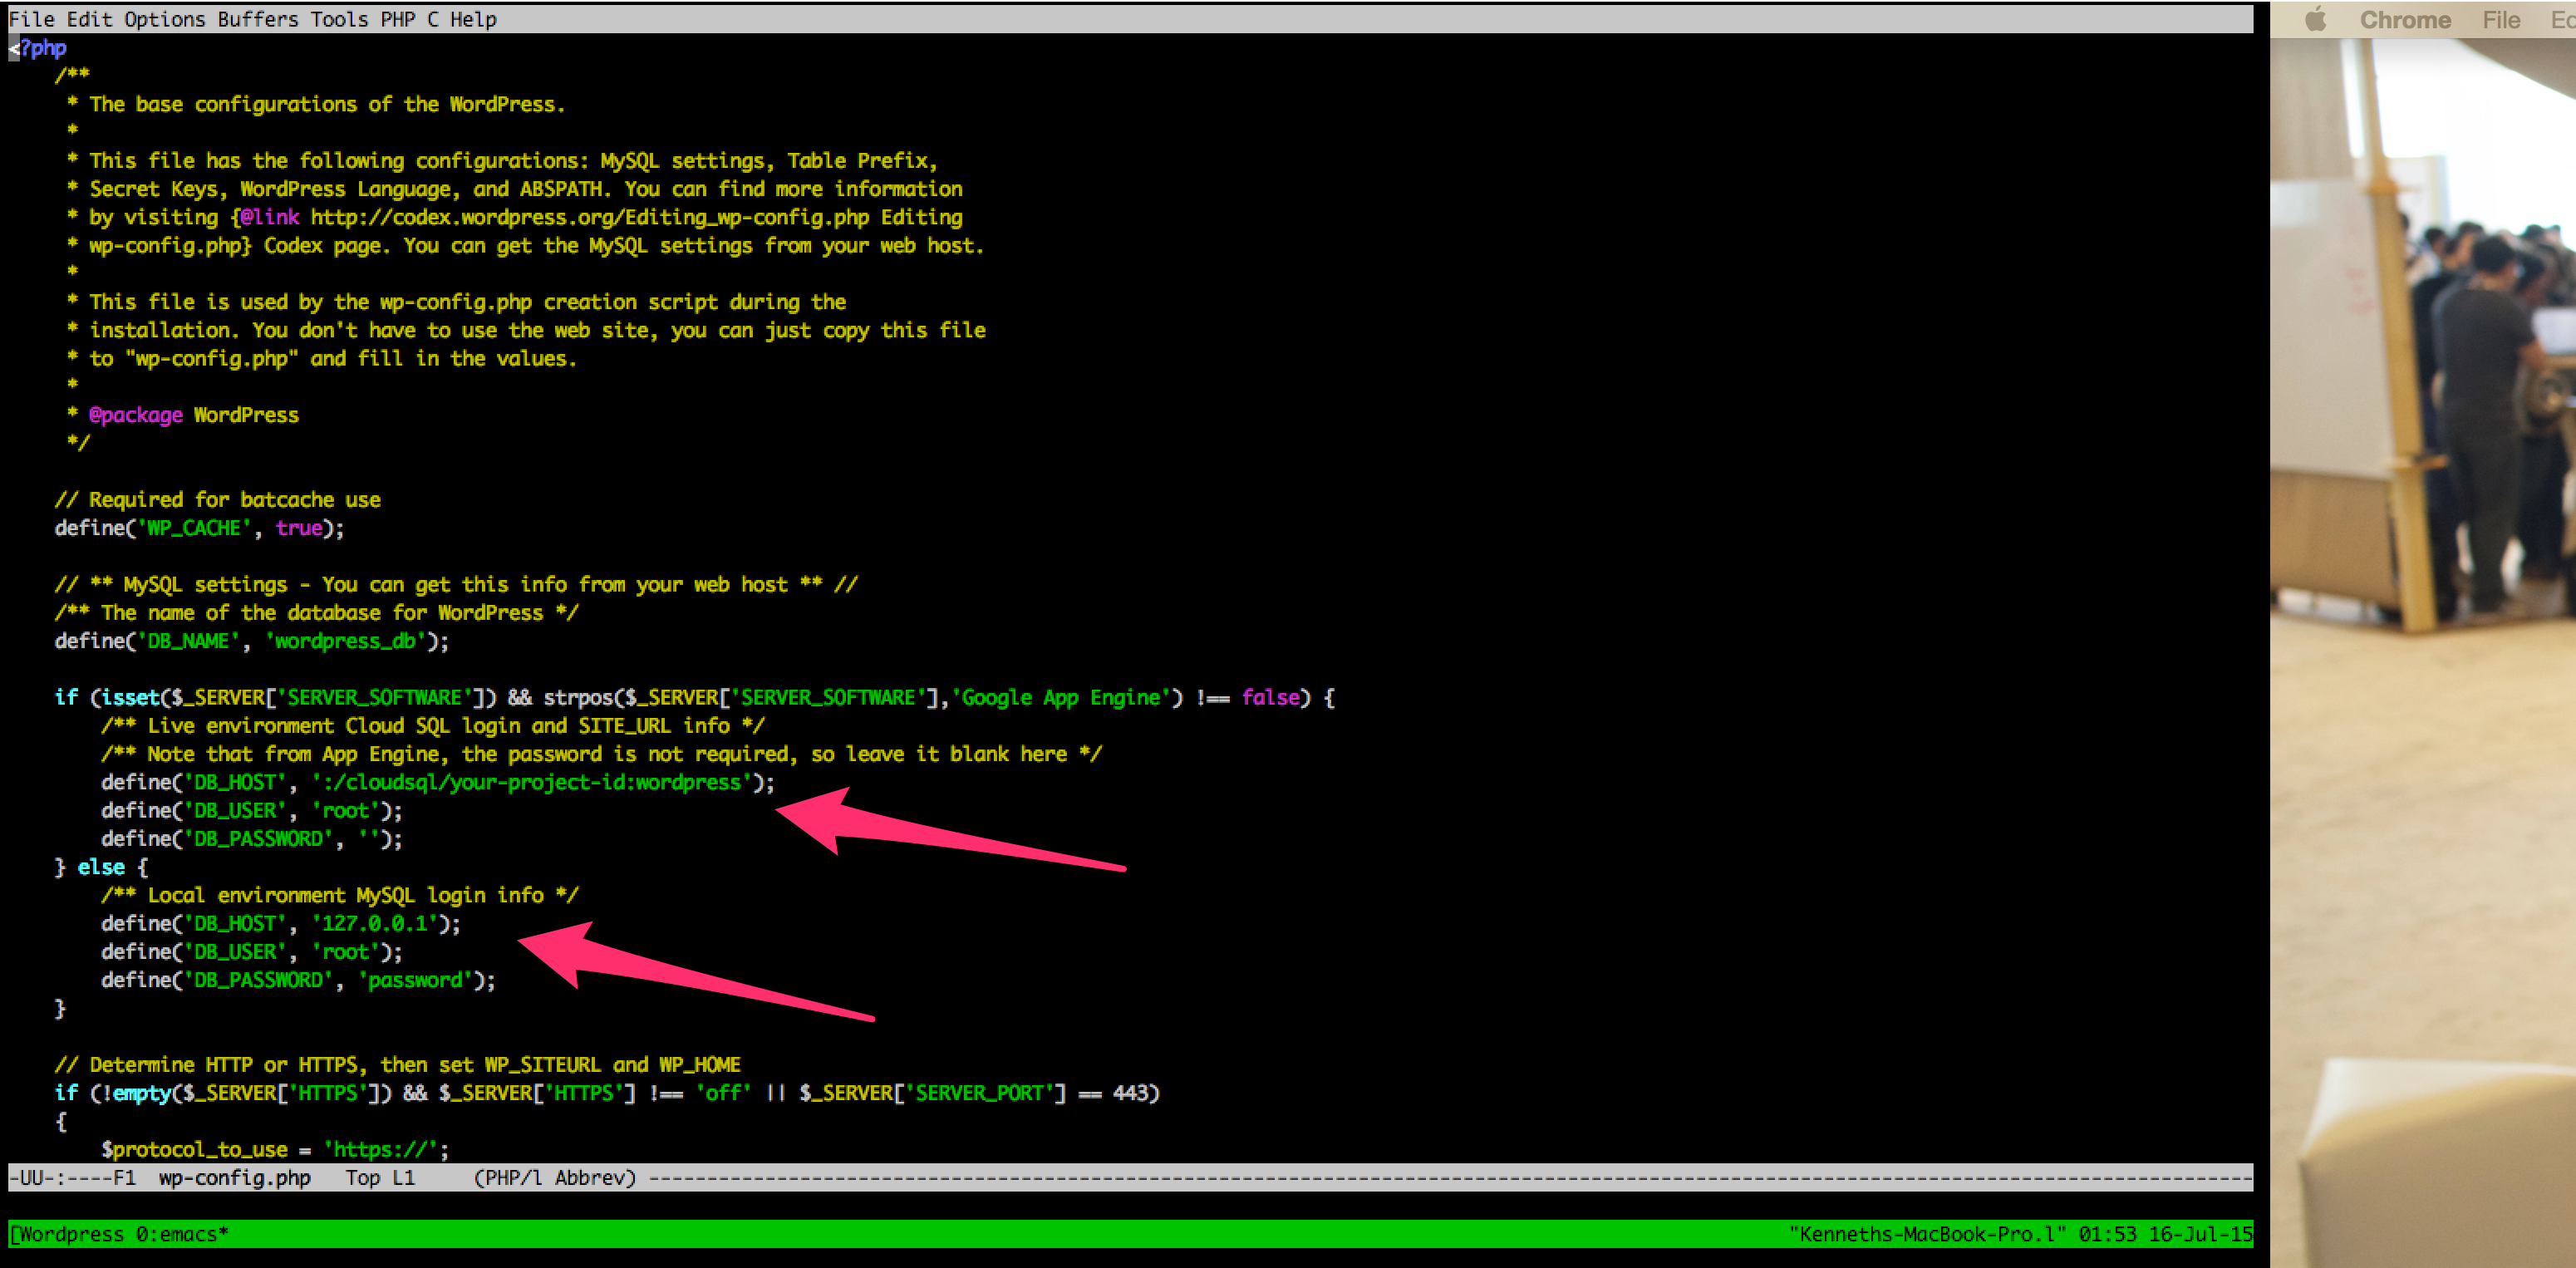 File Edit Options Buffers Tools PHP C Help
<?php
/**
* The base configurations of the WordPress.
*
* This file has the following configurations: MySQL settings, Table Prefix,
* Secret Keys, WordPress Language, and ABSPATH. You can find more information
* by visiting {@link http://codex.wordpress.org/Editing_wp-config.php Editing
* wp-config.php} Codex page. You can get the MySQL settings from your web host.
*
* This file is used by the wp-config.php creation script during the
* installation. You don't have to use the web site, you can just copy this file
* to "wp-config.php" and fill in the values.
*
* @package WordPress
*/
// Required for batcache use
define('WP_CACHE', true);
// ** MySQL settings - You can get this info from your web host ** //
/** The name of the database for WordPress */
define('DB_NAME', 'wordpress_db');
if (isset($_SERVER['SERVER_SOFTWARE']) && strpos($_SERVER['SERVER_SOFTWARE'],'Google App Engine') !== false) {
/** Live environment Cloud SQL login and SITE_URL info */
/** Note that from App Engine, the password is not required, so leave it blank here */
define('DB_HOST', ':/cloudsql/your-project-id:wordpress');
define('DB_USER', 'root');
define('DB_PASSWORD', '');
} else {
/** Local environment MySQL login info */
define('DB_HOST', '127.0.0.1');
define('DB_USER', 'root');
define('DB_PASSWORD', 'password');
}
// Determine HTTP or HTTPS, then set WP_SITEURL and WP_HOME
if (!empty($_SERVER['HTTPS']) && $_SERVER['HTTPS'] !== 'off' || $_SERVER['SERVER_PORT'] == 443)
{
$protocol_to_use = 'https://';
-UU-:----F1 wp-config.php Top L1 (PHP/l Abbrev) ----------------------------------------
[Wordpress 0:emacs* "Kenneths-MacBook-Pro.l" 01:53 16-Jul-15
Chrome File